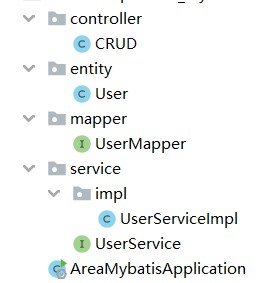 controller
CRUD
entity
User
mapper
UserMapper
service
impl
UserServiceImpl
UserService
AreaMybatisApplication